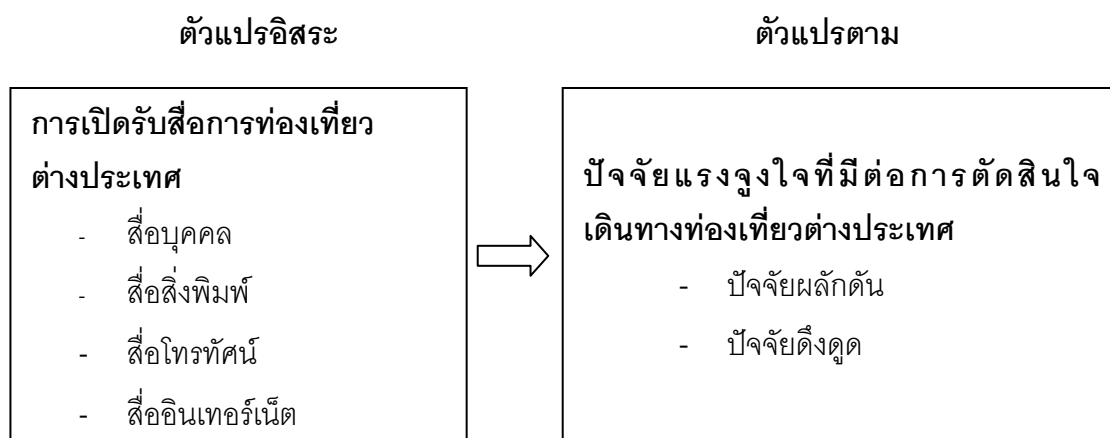 ตัวแปรอิสระ
ตัวแปรตาม
การเปิดรับสื่อการท่องเที่ยว
ต่างประเทศ
- สื่อบุคคล
- สื่อสิ่งพิมพ์
- สื่อโทรทัศน์
- สื่ออินเทอร์เน็ต
ปัจจัยแรงจูงใจที่มีต่อการตัดสินใจ
เดินทางท่องเที่ยวต่างประเทศ
- ปัจจัยผลักดัน
- ปัจจัยดึงดูด